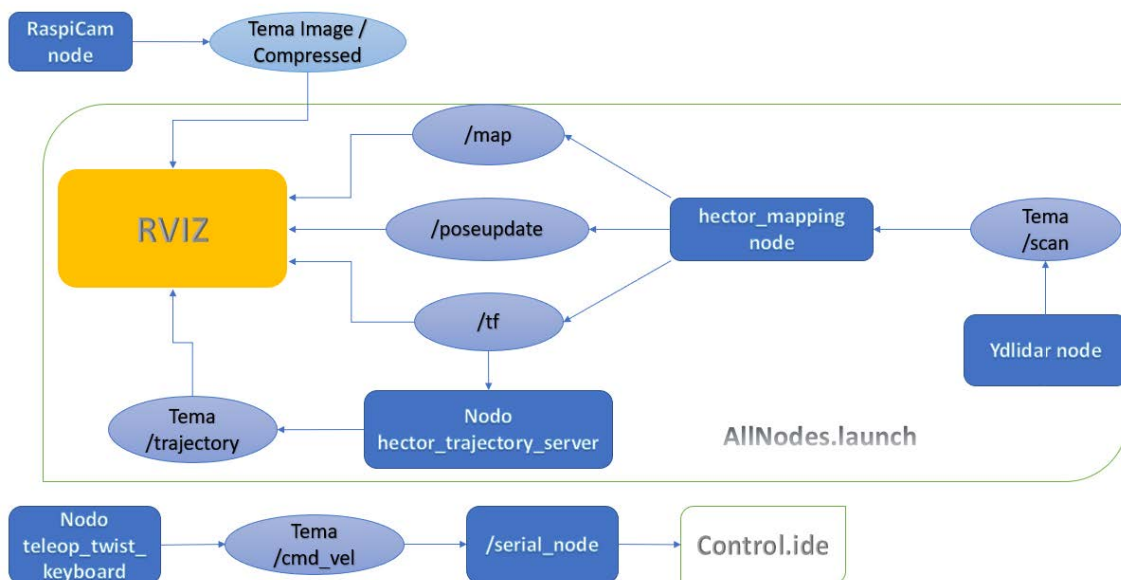 RaspiCam
node
Tema Image /
Compressed
/map
RVIZ
/poseupdate
hector_mapping
node
Tema
/scan
/tf
Ydlidar node
Tema
/trajectory
Nodo
hector_trajectory_server
AllNodes.launch
Nodo
teleop_twist_
keyboard
Tema
/cmd_vel
/serial_node
Control.ide